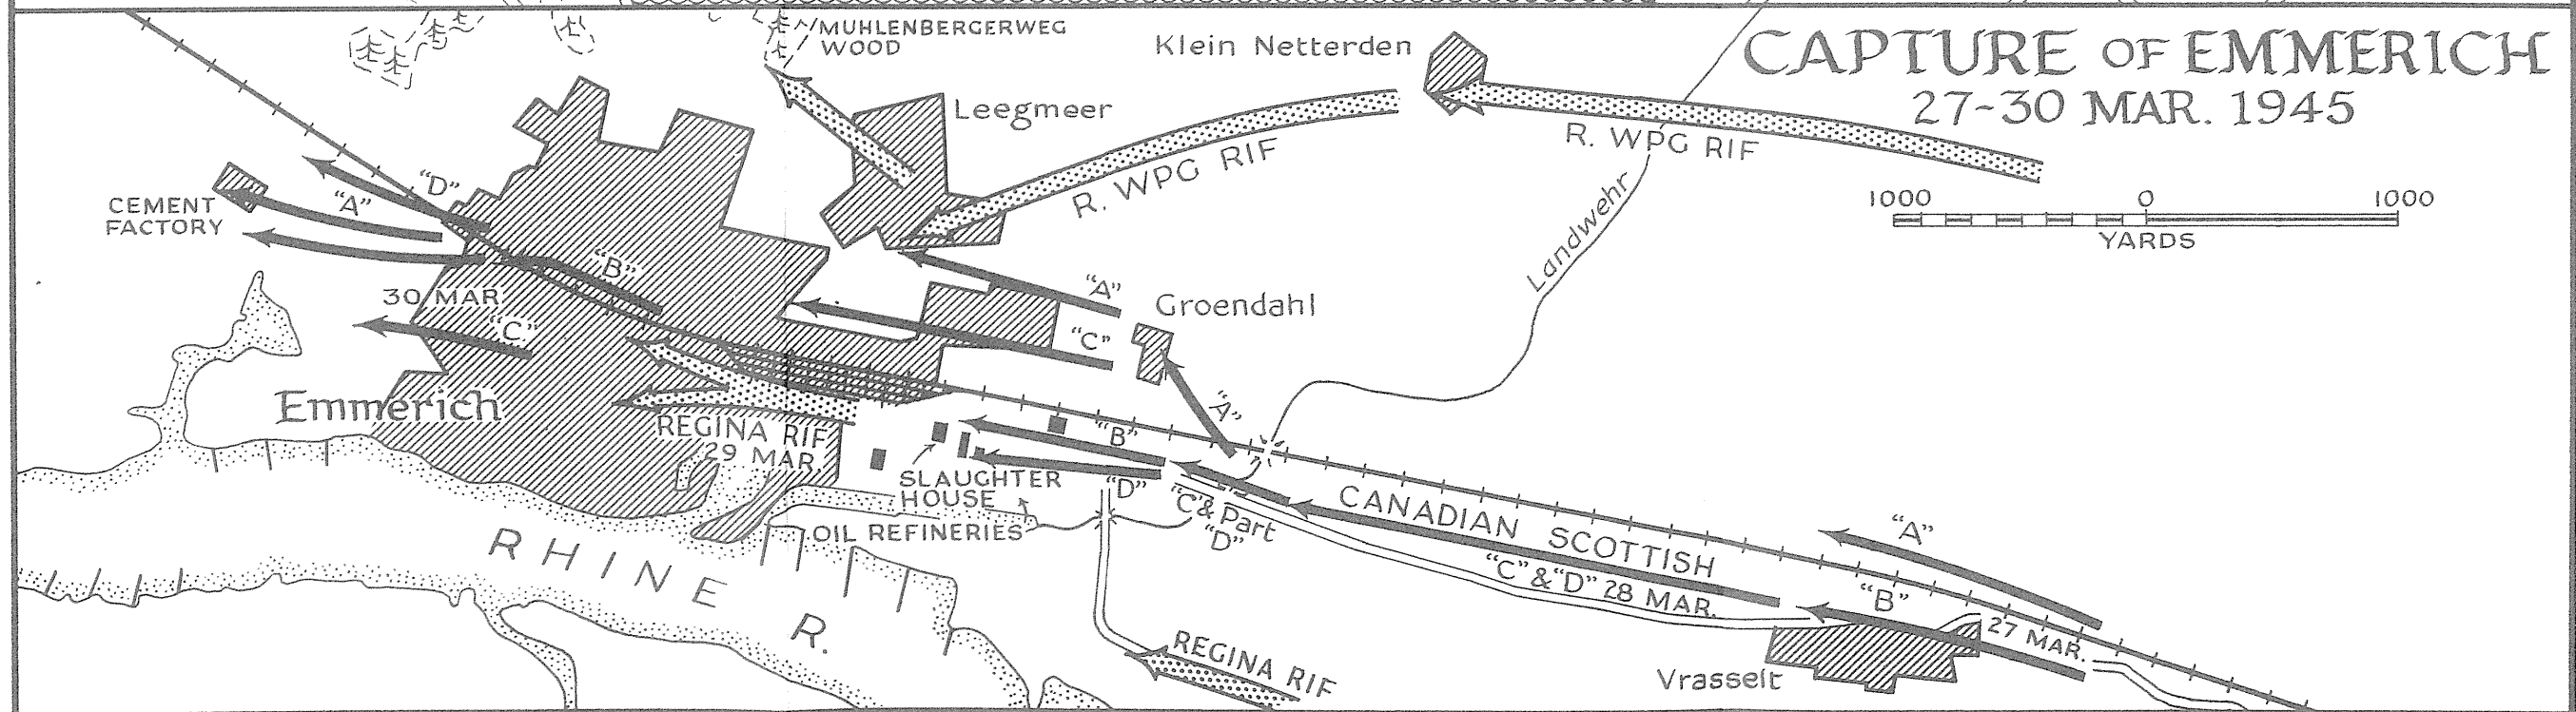 CAPTURE OF EMMERICH
27-30 MAR. 1945
1000 0 1000
YARDS
MUHLENBERGERWEG
WOOD
Klein Netterden
Leegmeer
R. WPG RIF
R. WPG RIF
Landwehr
CEMENT
FACTORY
"A"
"D"
"B"
30 MAR
"C"
Emmerich
REGINA RIF
29 MAR
"A"
"C"
Groendahl
"A"
"B"
"D"
SLAUGHTER
HOUSE
OIL REFINERIES
"C" & Part
"D"
CANADIAN SCOTTISH
"C" & "D" 28 MAR.
"A"
"B"
27 MAR.
Vrasselt
REGINA RIF
RHINE
R.